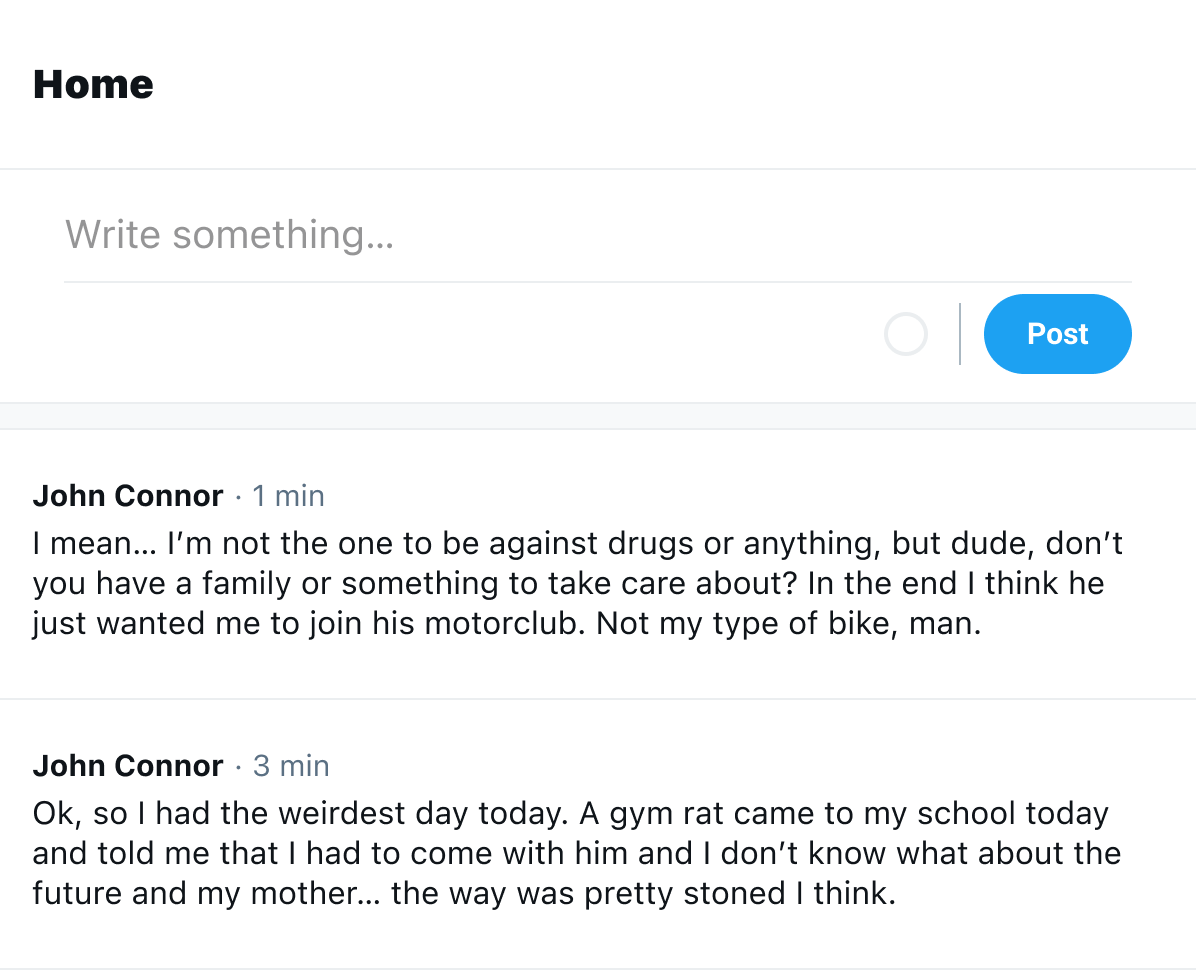 Home
Write something...
Post
John Connor · 1 min
I mean... I’m not the one to be against drugs or anything, but dude, don’t
you have a family or something to take care about? In the end I think he
just wanted me to join his motorclub. Not my type of bike, man.
John Connor · 3 min
Ok, so I had the weirdest day today. A gym rat came to my school today
and told me that I had to come with him and I don’t know what about the
future and my mother... the way was pretty stoned I think.